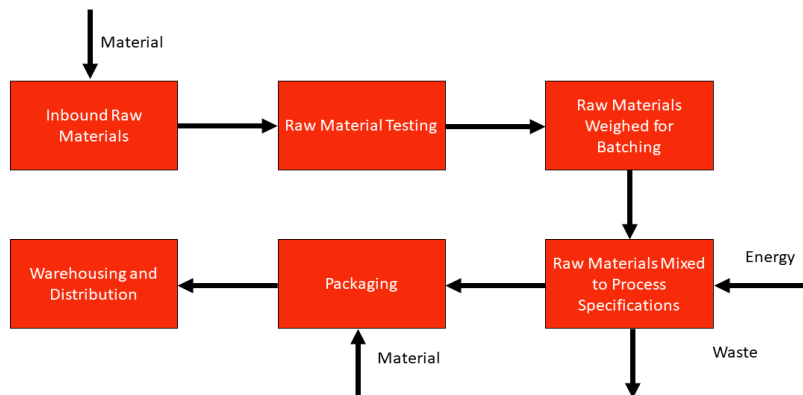 Material
Inbound Raw
Materials
Raw Material Testing
Raw Materials
Weighed for
Batching
Warehousing and
Distribution
Packaging
Raw Materials Mixed
to Process
Specifications
Energy
Material
Waste